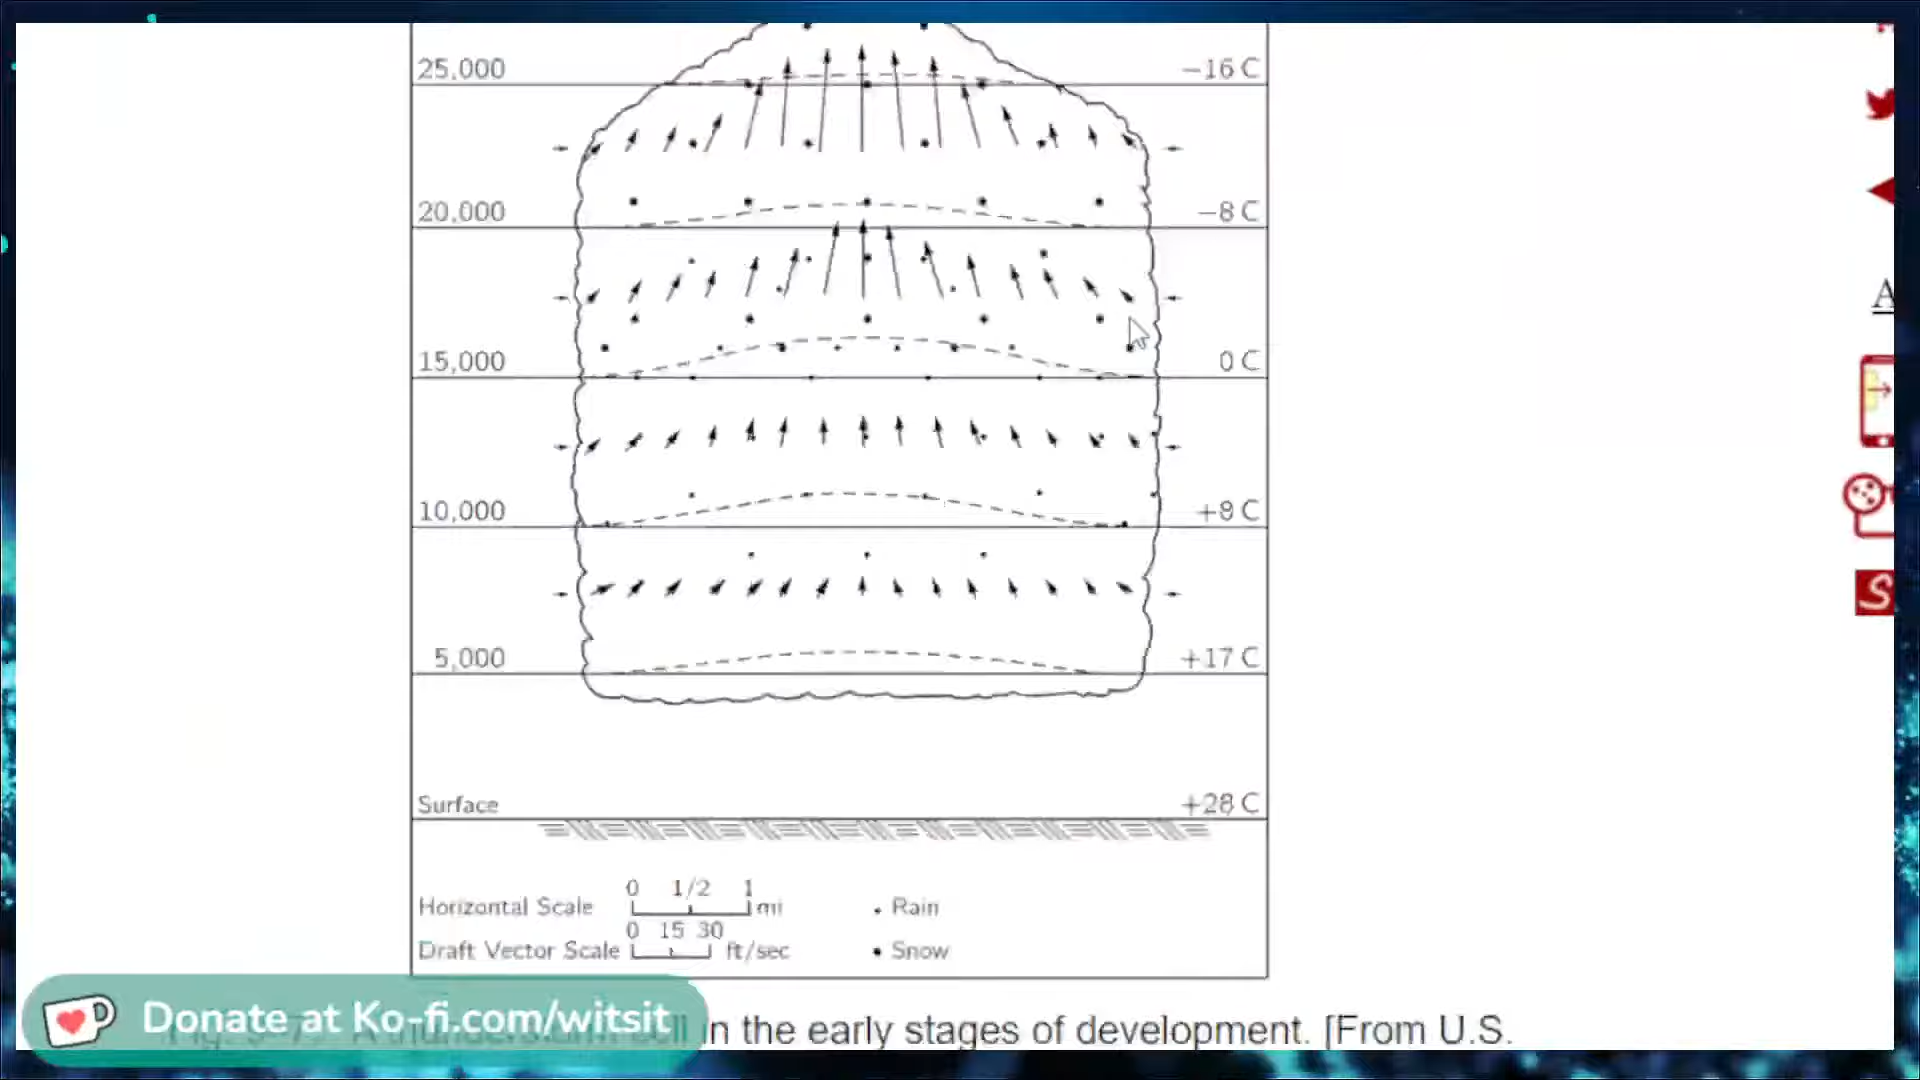 25,000 −16 C
20,000 −8 C
15,000 0 C
10,000 +8 C
5,000 +17 C
Surface +28 C
0 1/2 1
Horizontal Scale mi • Rain
0 15 30
Draft Vector Scale ft/sec • Snow
Donate at Ko-fi.com/witsit
in the early stages of development. [From U.S.
A
S